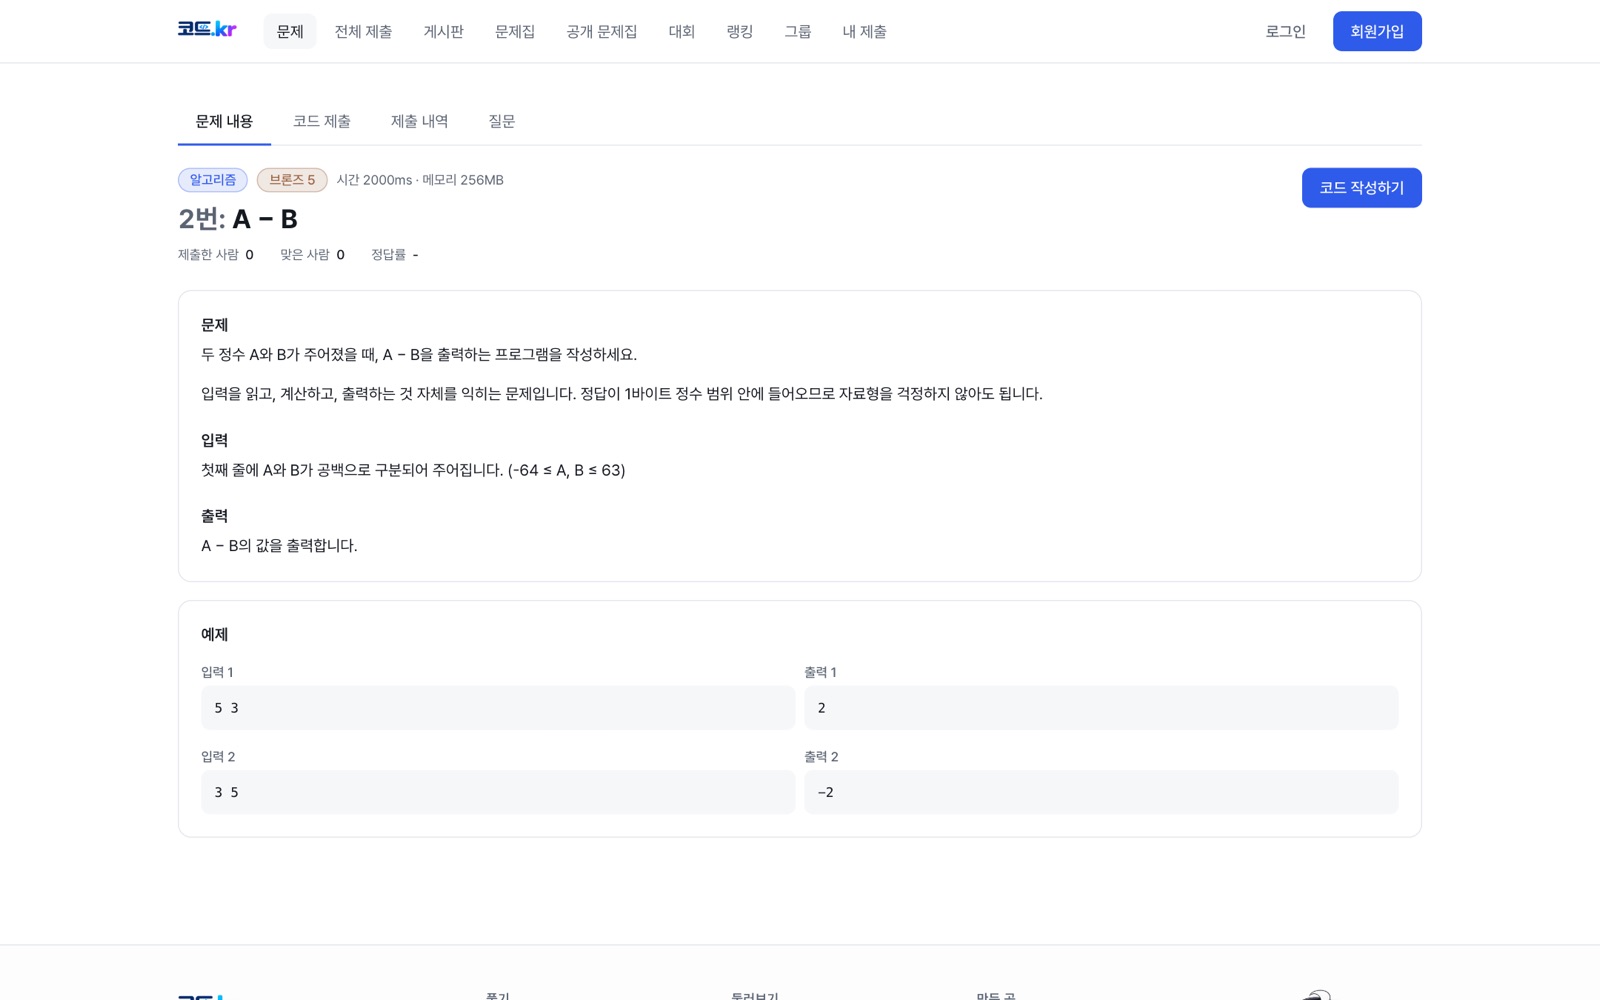 코드.kr
문제
전체 제출
게시판
문제집
공개 문제집
대회
랭킹
그룹
내 제출
로그인
회원가입
문제 내용
코드 제출
제출 내역
질문
알고리즘
브론즈 5
시간 2000ms · 메모리 256MB
코드 작성하기
2번: A − B
제출한 사람 0
맞은 사람 0
정답률 -
문제
두 정수 A와 B가 주어졌을 때, A − B을 출력하는 프로그램을 작성하세요.
입력을 읽고, 계산하고, 출력하는 것 자체를 익히는 문제입니다. 정답이 1바이트 정수 범위 안에 들어오므로 자료형을 걱정하지 않아도 됩니다.
입력
첫째 줄에 A와 B가 공백으로 구분되어 주어집니다. (-64 ≤ A, B ≤ 63)
출력
A − B의 값을 출력합니다.
예제
입력 1
출력 1
5 3
2
입력 2
출력 2
3 5
-2
풀기
둘러보기
만든 곳